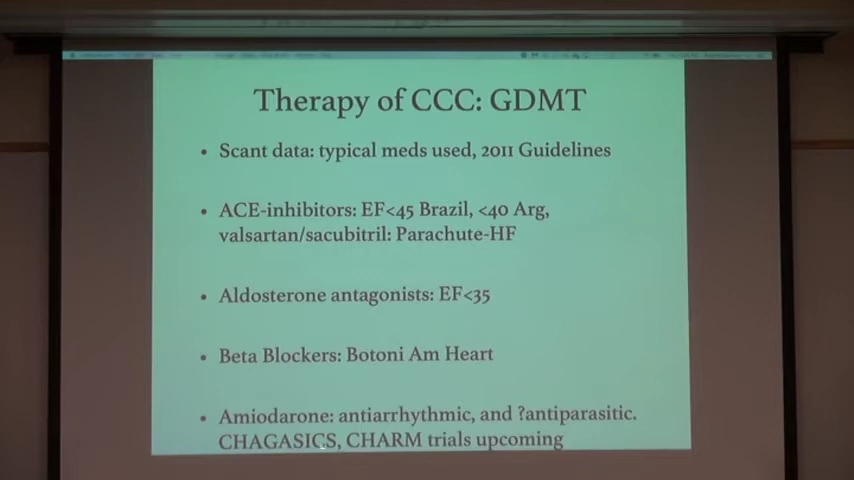 Therapy of CCC: GDMT
• Scant data: typical meds used, 2011 Guidelines
• ACE-inhibitors: EF<45 Brazil, <40 Arg,
valsartan/sacubitril: Parachute-HF
• Aldosterone antagonists: EF<35
• Beta Blockers: Botoni Am Heart
• Amiodarone: antiarrhythmic, and ?antiparasitic.
CHAGASICS, CHARM trials upcoming